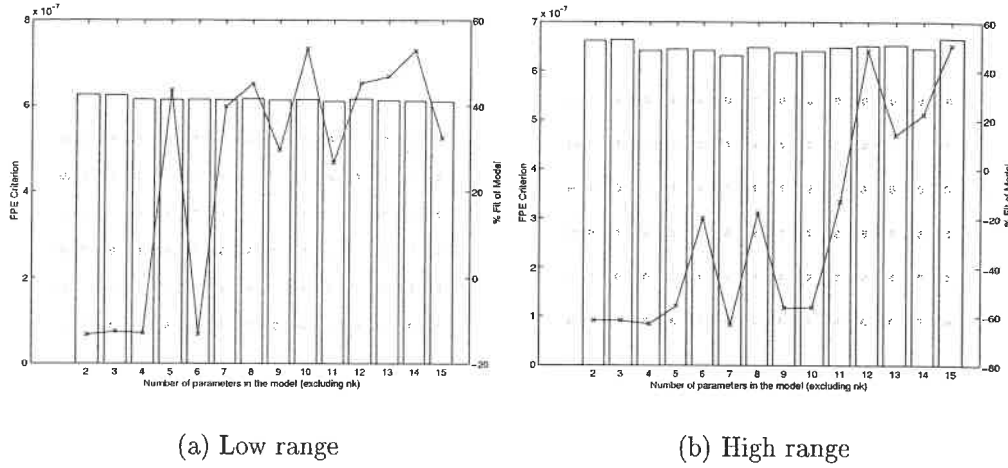 8 x 10⁻⁷
60
6
40
4
20
2
0
0
-20
FPE Criterion
% Fit of Model
2 3 4 5 6 7 8 9 10 11 12 13 14 15
Number of parameters in the model (excluding nk)
(a) Low range
7 x 10⁻⁷
60
6
40
5
20
4
0
3
-20
2
-40
1
-60
0
-80
FPE Criterion
% Fit of Model
2 3 4 5 6 7 8 9 10 11 12 13 14 15
Number of parameters in the model (excluding nk)
(b) High range